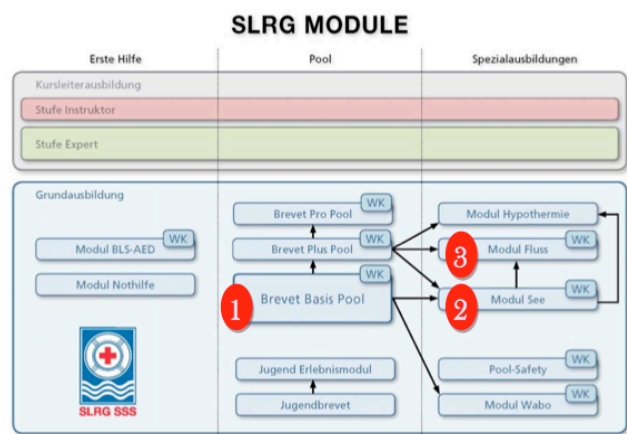 SLRG MODULE
Erste Hilfe
Pool
Spezialausbildungen
Kursleiterausbildung
Stufe Instruktor
Stufe Expert
Grundausbildung
Brevet Pro Pool
WK
Modul Hypothermie
Modul BLS-AED
WK
Brevet Plus Pool
WK
3
Modul Fluss
WK
Modul Nothilfe
1
Brevet Basis Pool
WK
2
Modul See
WK
Jugend Erlebnismodul
Pool-Safety
WK
Jugendbrevet
Modul Wabo
WK
SLRG SSS